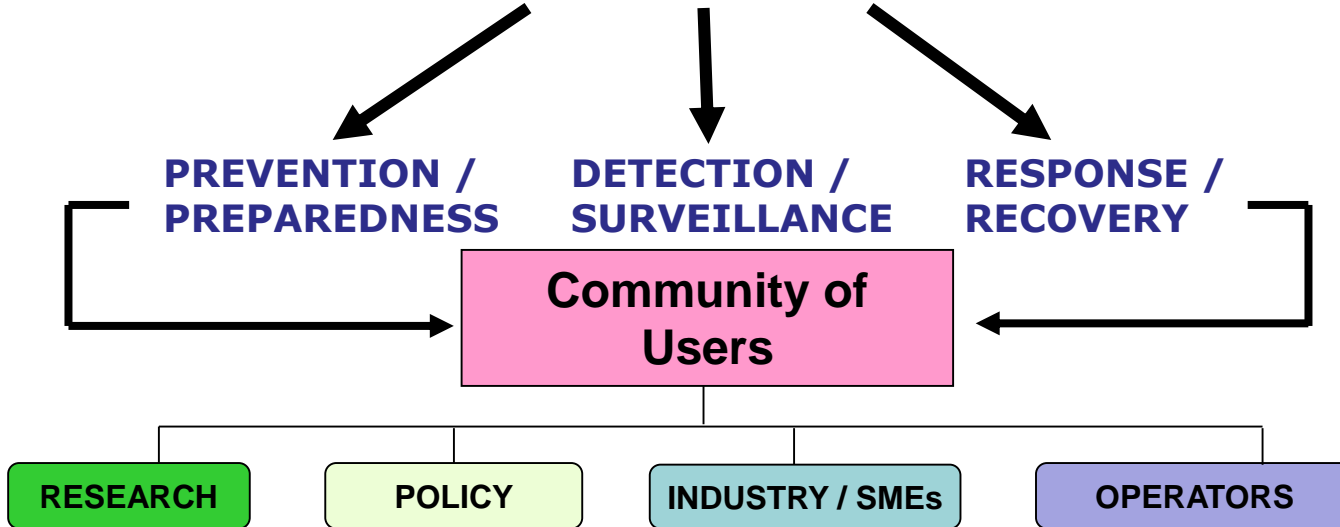 PREVENTION /
PREPAREDNESS
DETECTION /
SURVEILLANCE
RESPONSE /
RECOVERY
Community of
Users
RESEARCH
POLICY
INDUSTRY / SMEs
OPERATORS